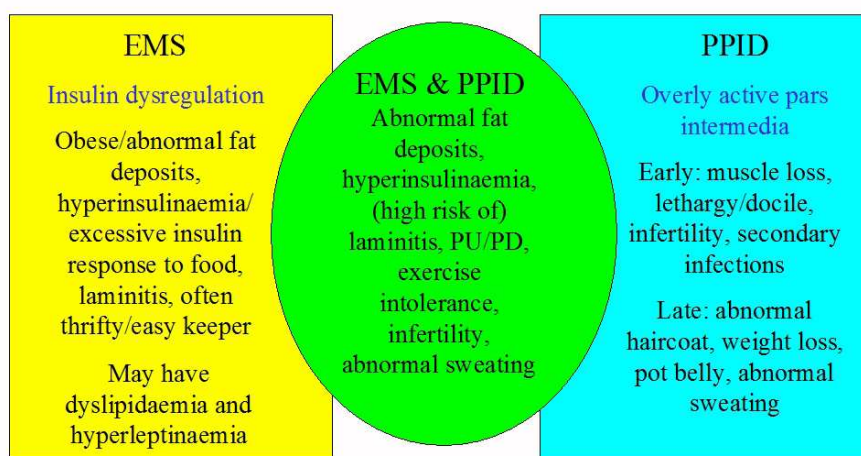 EMS
Insulin dysregulation
Obese/abnormal fat
deposits,
hyperinsulinaemia/
excessive insulin
response to food,
laminitis, often
thrifty/easy keeper
May have
dyslipidaemia and
hyperleptinaemia
EMS & PPID
Abnormal fat
deposits,
hyperinsulinaemia,
(high risk of)
laminitis, PU/PD,
exercise
intolerance,
infertility,
abnormal sweating
PPID
Overly active pars
intermedia
Early: muscle loss,
lethargy/docile,
infertility, secondary
infections
Late: abnormal
haircoat, weight loss,
pot belly, abnormal
sweating